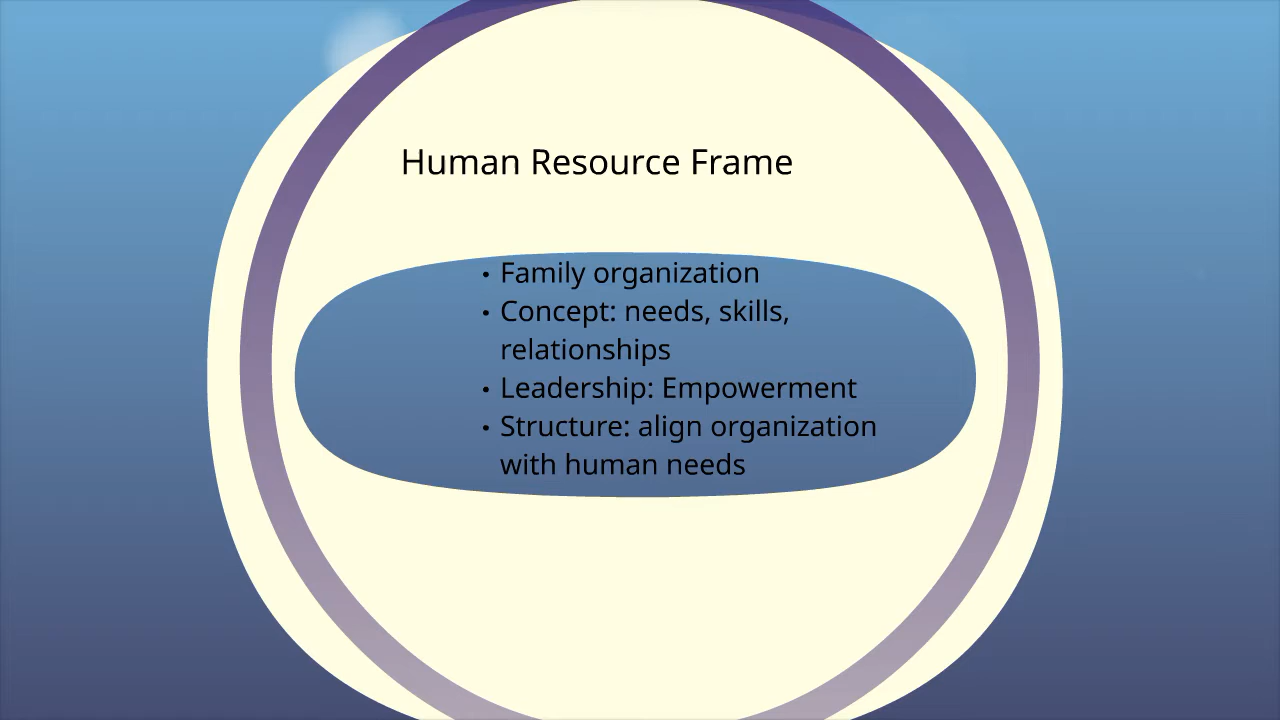 Human Resource Frame
• Family organization
• Concept: needs, skills,
relationships
• Leadership: Empowerment
• Structure: align organization
with human needs